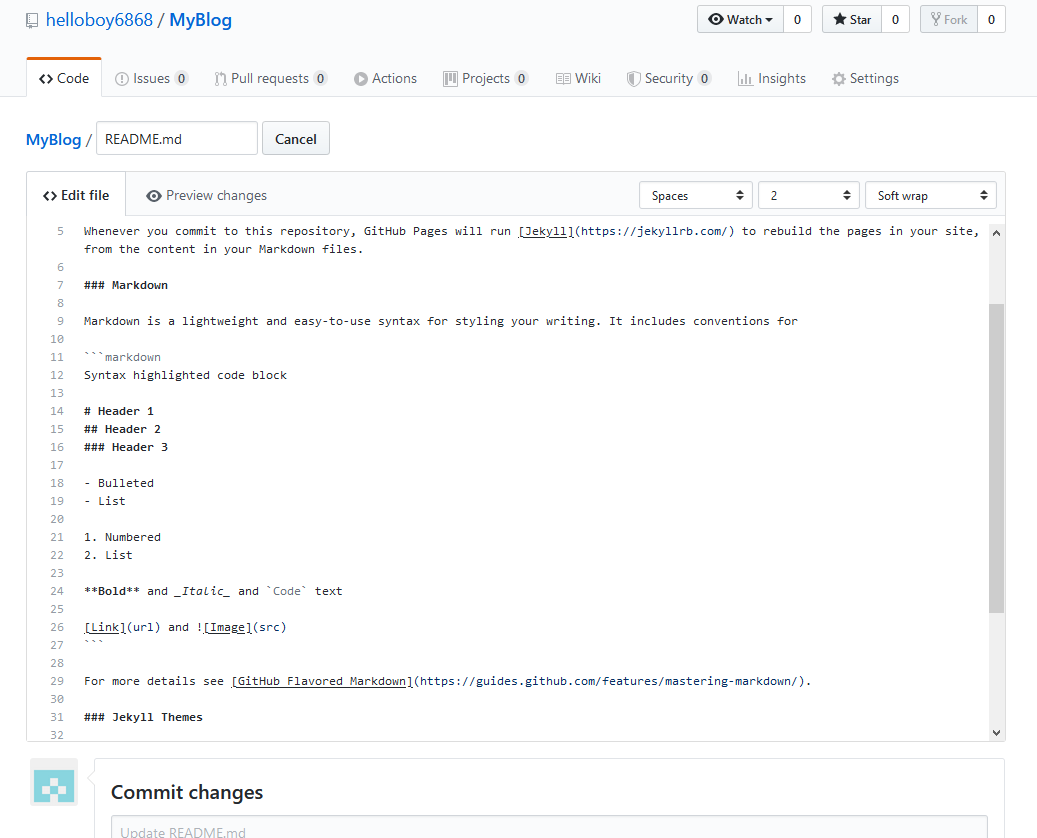 helloboy6868 / MyBlog
Watch 0 Star 0 Fork 0
Code Issues 0 Pull requests 0 Actions Projects 0 Wiki Security 0 Insights Settings
MyBlog / README.md Cancel
Edit file Preview changes Spaces 2 Soft wrap
5 Whenever you commit to this repository, GitHub Pages will run [Jekyll](https://jekyllrb.com/) to rebuild the pages in your site,
from the content in your Markdown files.
6
7 ### Markdown
8
9 Markdown is a lightweight and easy-to-use syntax for styling your writing. It includes conventions for
10
11 ```markdown
12 Syntax highlighted code block
13
14 # Header 1
15 ## Header 2
16 ### Header 3
17
18 - Bulleted
19 - List
20
21 1. Numbered
22 2. List
23
24 **Bold** and _Italic_ and `Code` text
25
26 [Link](url) and ![Image](src)
27 ```
28
29 For more details see [GitHub Flavored Markdown](https://guides.github.com/features/mastering-markdown/).
30
31 ### Jekyll Themes
32
Commit changes
Update README.md